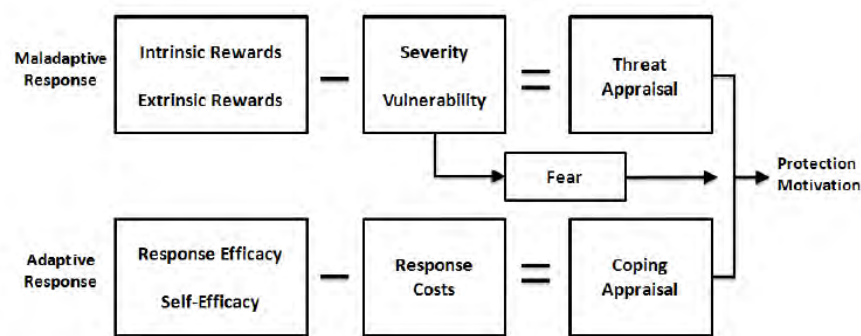 Maladaptive
Response
Intrinsic Rewards
Extrinsic Rewards
Severity
Vulnerability
Threat
Appraisal
Fear
Protection
Motivation
Adaptive
Response
Response Efficacy
Self-Efficacy
Response
Costs
Coping
Appraisal